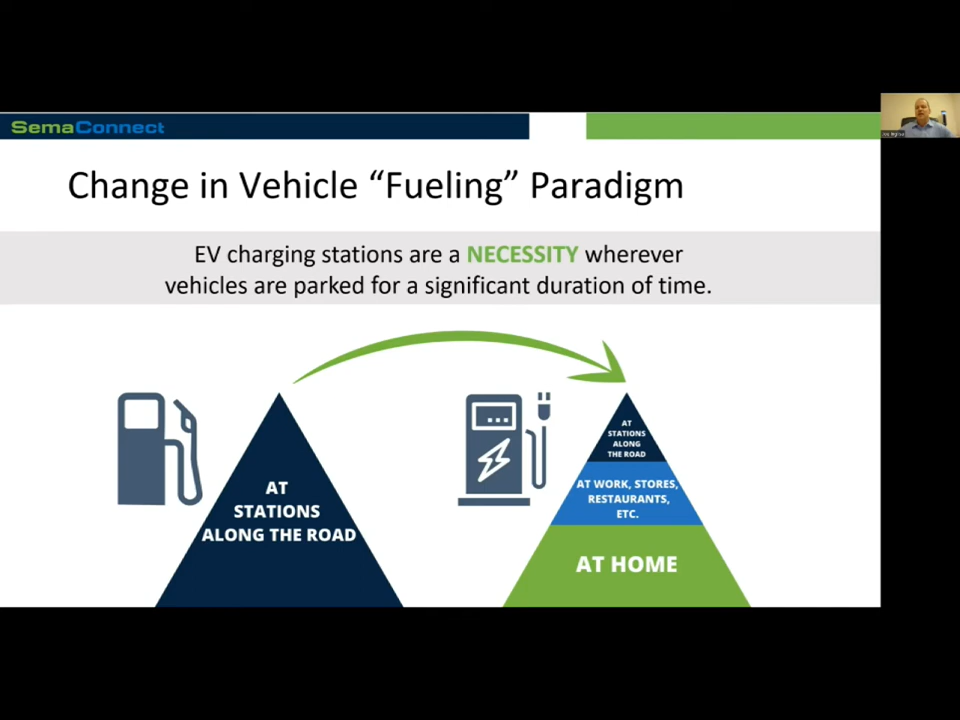 SemaConnect
Change in Vehicle “Fueling” Paradigm
EV charging stations are a NECESSITY wherever
vehicles are parked for a significant duration of time.
AT
STATIONS
ALONG THE ROAD
AT
STATIONS
ALONG
THE ROAD
AT WORK, STORES,
RESTAURANTS,
ETC.
AT HOME